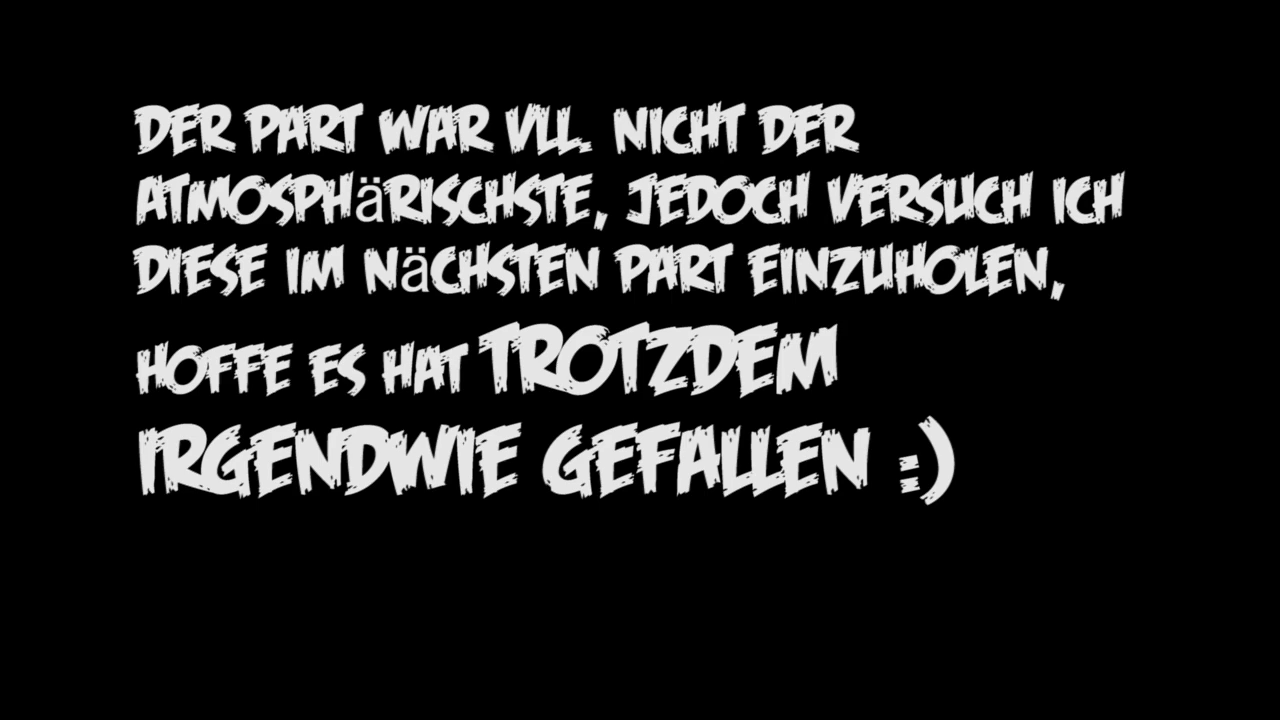 DER PART WAR VLL. NICHT DER
ATMOSPHäRISCHSTE, JEDOCH VERSUCH ICH
DIESE IM NäCHSTEN PART EINZUHOLEN,
HOFFE ES HAT TROTZDEM
IRGENDWIE GEFALLEN :)